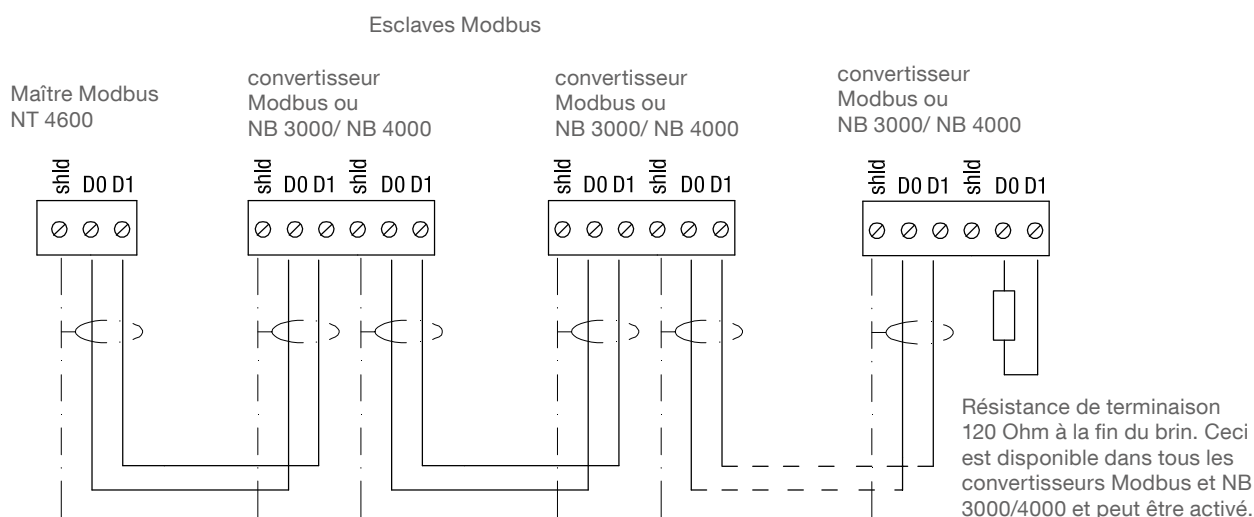 Esclaves Modbus
Maître Modbus
NT 4600
convertisseur
Modbus ou
NB 3000/ NB 4000
convertisseur
Modbus ou
NB 3000/ NB 4000
convertisseur
Modbus ou
NB 3000/ NB 4000
shld D0 D1
shld D0 D1 shld D0 D1
shld D0 D1 shld D0 D1
shld D0 D1 shld D0 D1
Résistance de terminaison
120 Ohm à la fin du brin. Ceci
est disponible dans tous les
convertisseurs Modbus et NB
3000/4000 et peut être activé.